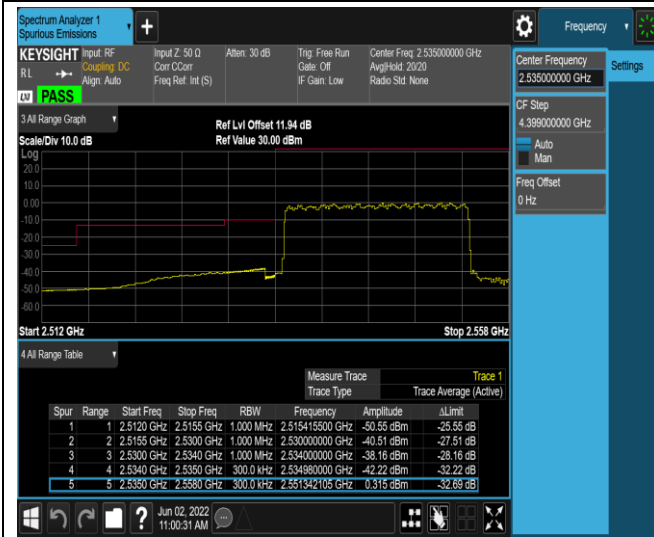 Spectrum Analyzer 1
Spurious Emissions
Frequency
KEYSIGHT Input: RF Input Z: 50 Ω Atten: 30 dB Trig: Free Run Center Freq: 2.535000000 GHz
RL Coupling: DC Corr CCorr Gate: Off Avg|Hold: 20/20
Align: Auto Freq Ref: Int (S) IF Gain: Low Radio Std: None
LXI PASS
Center Frequency
2.535000000 GHz
Settings
CF Step
4.399000000 GHz
Auto
Man
Freq Offset
0 Hz
3 All Range Graph
Ref Lvl Offset 11.94 dB
Scale/Div 10.0 dB Ref Value 30.00 dBm
Log
20.0
10.0
0.00
-10.0
-20.0
-30.0
-40.0
-50.0
-60.0
Start 2.512 GHz Stop 2.558 GHz
4 All Range Table
Measure Trace Trace 1
Trace Type Trace Average (Active)
Spur Range Start Freq Stop Freq RBW Frequency Amplitude ΔLimit
1 1 2.5120 GHz 2.5155 GHz 1.000 MHz 2.515415500 GHz -50.55 dBm -25.55 dB
2 2 2.5155 GHz 2.5300 GHz 1.000 MHz 2.530000000 GHz -40.51 dBm -27.51 dB
3 3 2.5300 GHz 2.5340 GHz 1.000 MHz 2.534000000 GHz -38.16 dBm -28.16 dB
4 4 2.5340 GHz 2.5350 GHz 300.0 kHz 2.534980000 GHz -42.22 dBm -32.22 dB
5 5 2.5350 GHz 2.5580 GHz 300.0 kHz 2.551342105 GHz 0.315 dBm -32.69 dB
Jun 02, 2022
11:00:31 AM